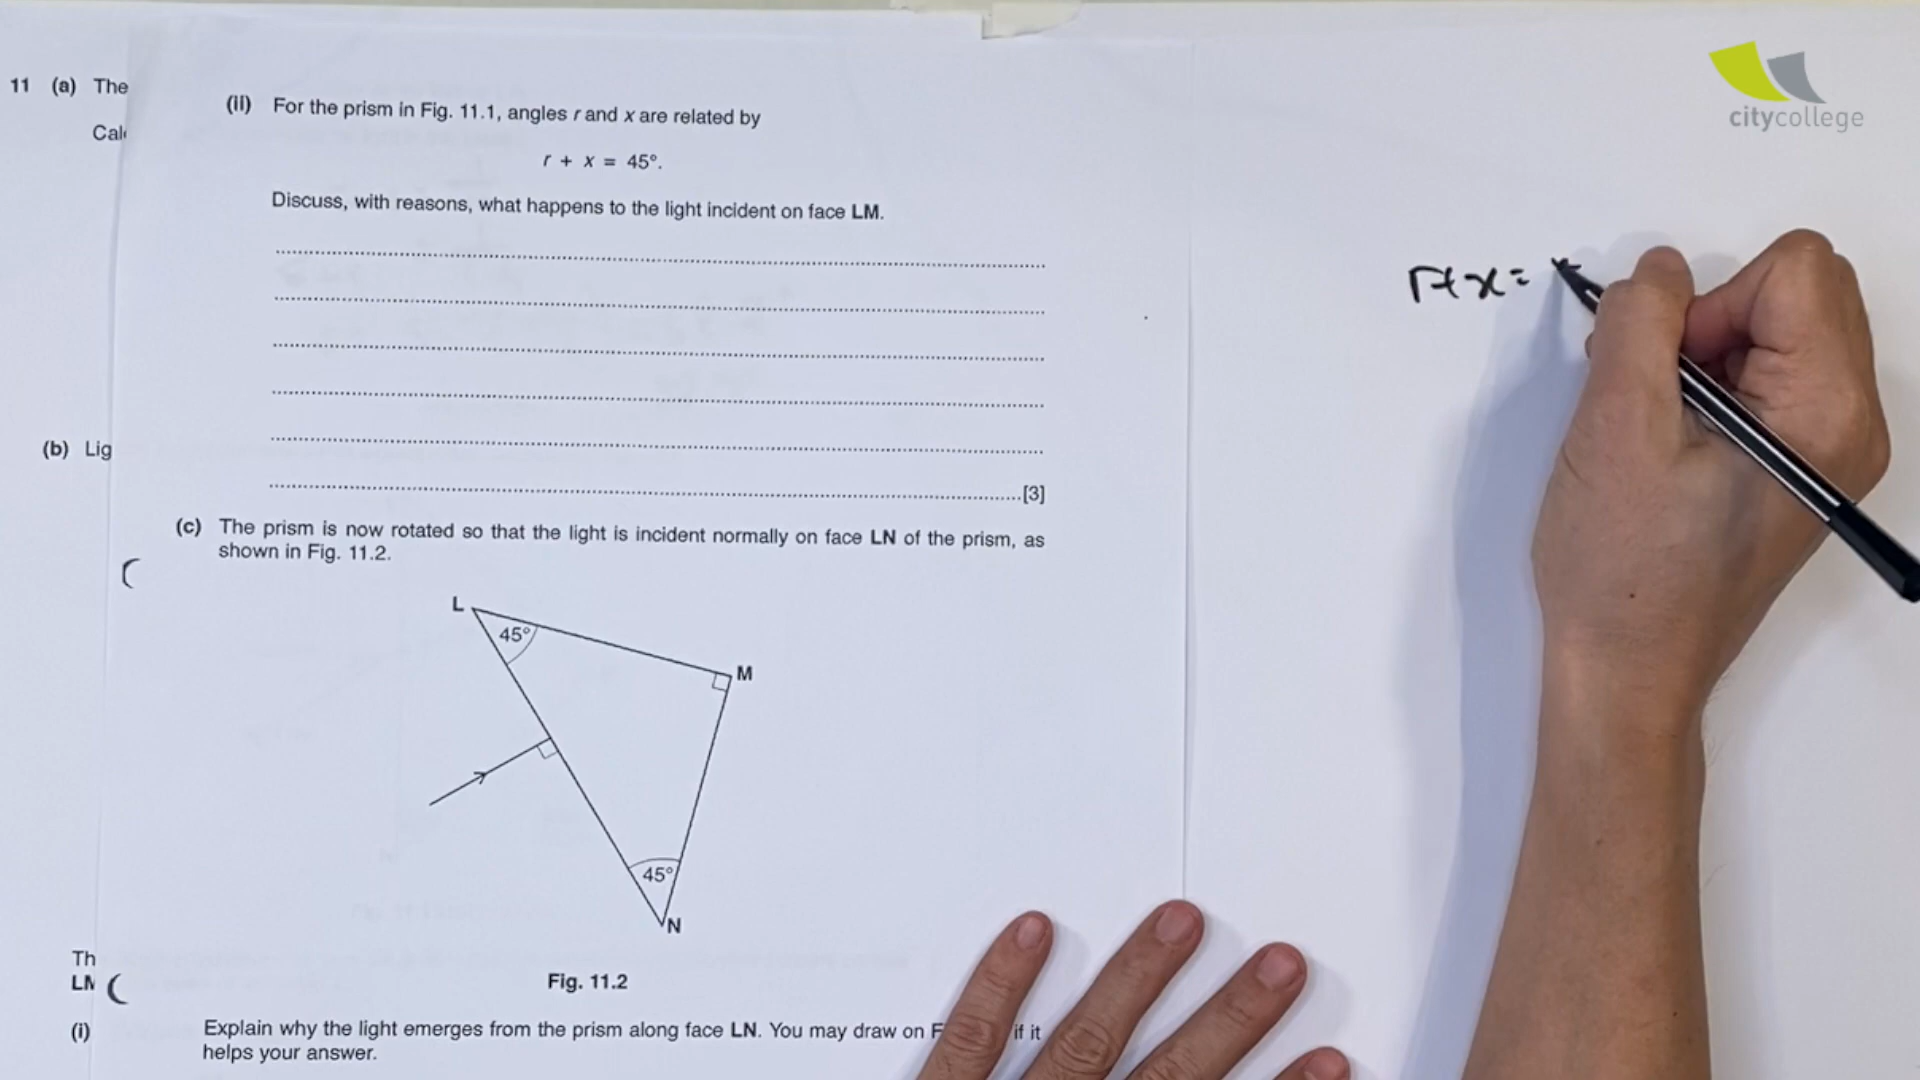 citycollege
11 (a) The
(ii) For the prism in Fig. 11.1, angles r and x are related by
r + x = 45°.
Discuss, with reasons, what happens to the light incident on face LM.
[3]
r+x=
(b) Lig
(c) The prism is now rotated so that the light is incident normally on face LN of the prism, as
shown in Fig. 11.2.
L
45°
M
45°
N
Th
LM
Fig. 11.2
(i) Explain why the light emerges from the prism along face LN. You may draw on if it
helps your answer.